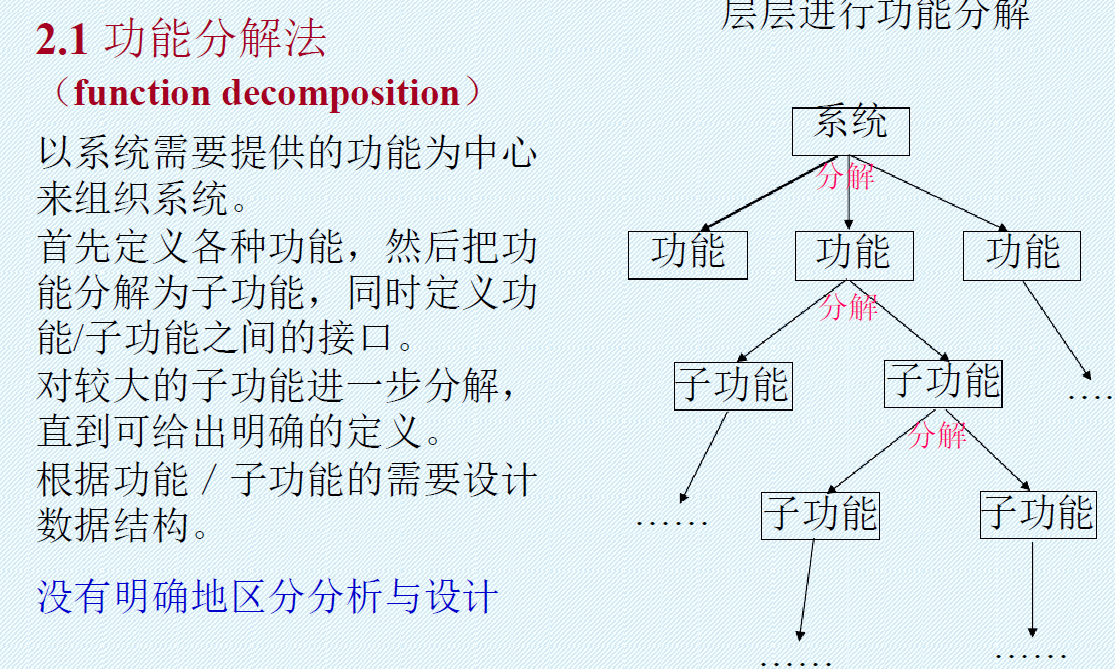 2.1 功能分解法
（function decomposition）
以系统需要提供的功能为中心
来组织系统。
首先定义各种功能，然后把功
能分解为子功能，同时定义功
能/子功能之间的接口。
对较大的子功能进一步分解，
直到可给出明确的定义。
根据功能／子功能的需要设计
数据结构。
没有明确地区分分析与设计
层层进行功能分解
系统
分解
功能 功能 功能
分解
子功能 子功能 ....
分解
...... 子功能 子功能
...... ......